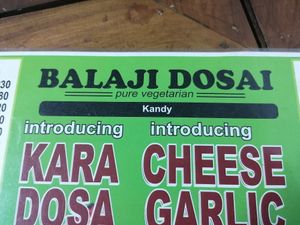 BALAJI DOSAI
pure vegetarian
Kandy
introducing introducing
KARA CHEESE
DOSA GARLIC